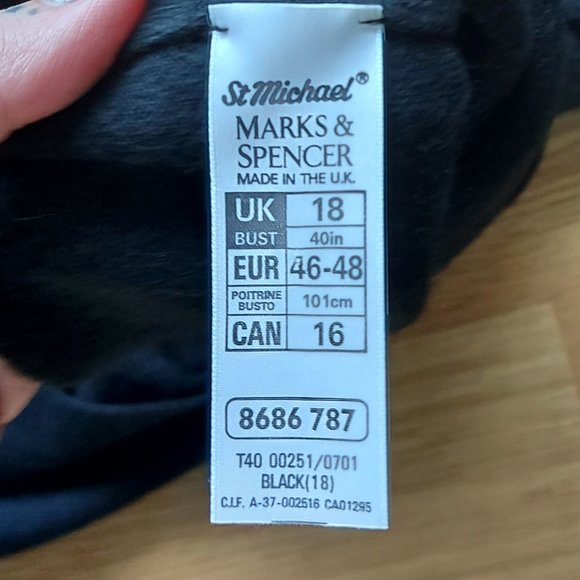 St Michael®
MARKS &
SPENCER
MADE IN THE U.K.
UK 18
BUST 40in
EUR 46-48
POITRINE BUSTO 101cm
CAN 16
8686 787
T40 00251/0701
BLACK(18)
C.I.F. A-37-002516 CA01295